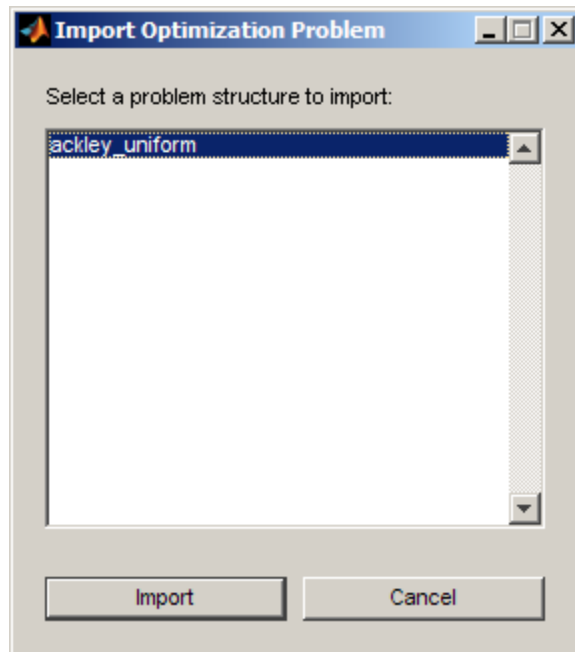 Import Optimization Problem
Select a problem structure to import:
ackley_uniform
Import
Cancel